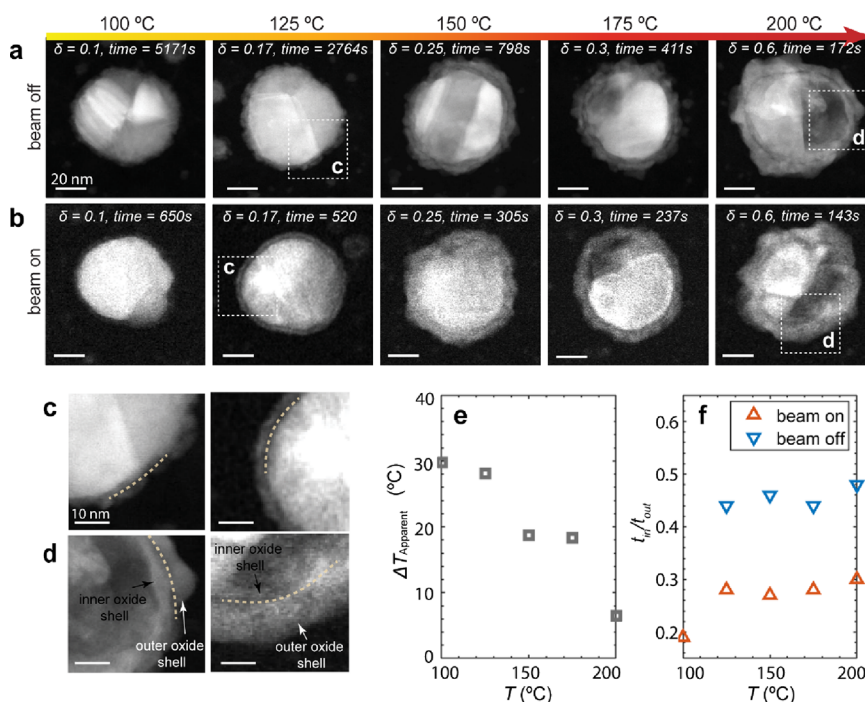 100 ºC 125 ºC 150 ºC 175 ºC 200 ºC
a
beam off
δ = 0.1, time = 5171s
δ = 0.17, time = 2764s
δ = 0.25, time = 798s
δ = 0.3, time = 411s
δ = 0.6, time = 172s
20 nm
c
d
b
beam on
δ = 0.1, time = 650s
δ = 0.17, time = 520
δ = 0.25, time = 305s
δ = 0.3, time = 237s
δ = 0.6, time = 143s
c
d
c
10 nm
d
inner oxide
shell
outer oxide
shell
inner oxide
shell
outer oxide
shell
e
40
30
20
10
0
ΔT Apparent (ºC)
100 150 200
T (ºC)
f
beam on
beam off
0.5
0.4
0.3
0.2
t in/t out
100 150 200
T (ºC)